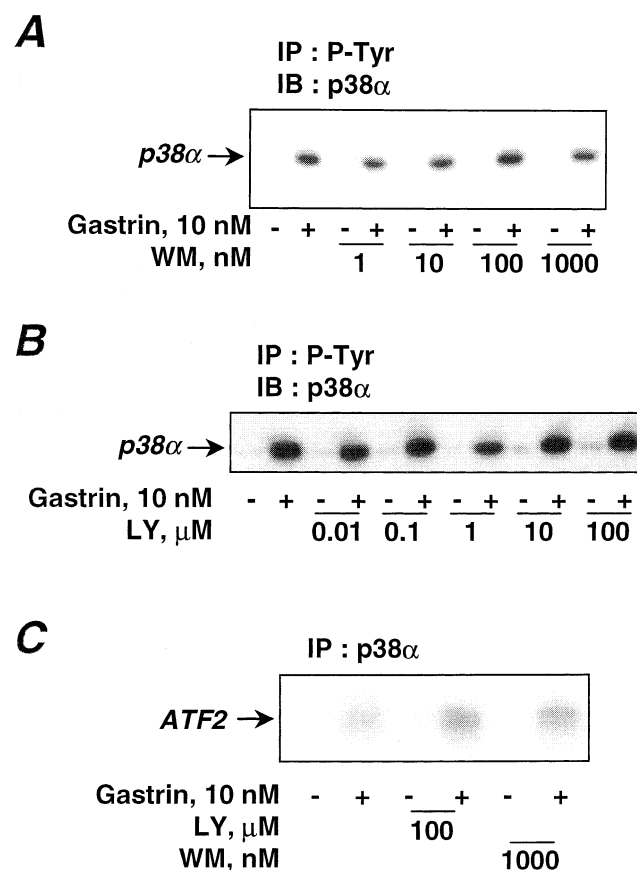 A
IP : P-Tyr
IB : p38α
p38α
Gastrin, 10 nM - + - + - + - + - +
WM, nM 1 10 100 1000
B
IP : P-Tyr
IB : p38α
p38α
Gastrin, 10 nM - + - + - + - + - + - +
LY, μM 0.01 0.1 1 10 100
C
IP : p38α
ATF2
Gastrin, 10 nM - + - + - +
LY, μM 100
WM, nM 1000